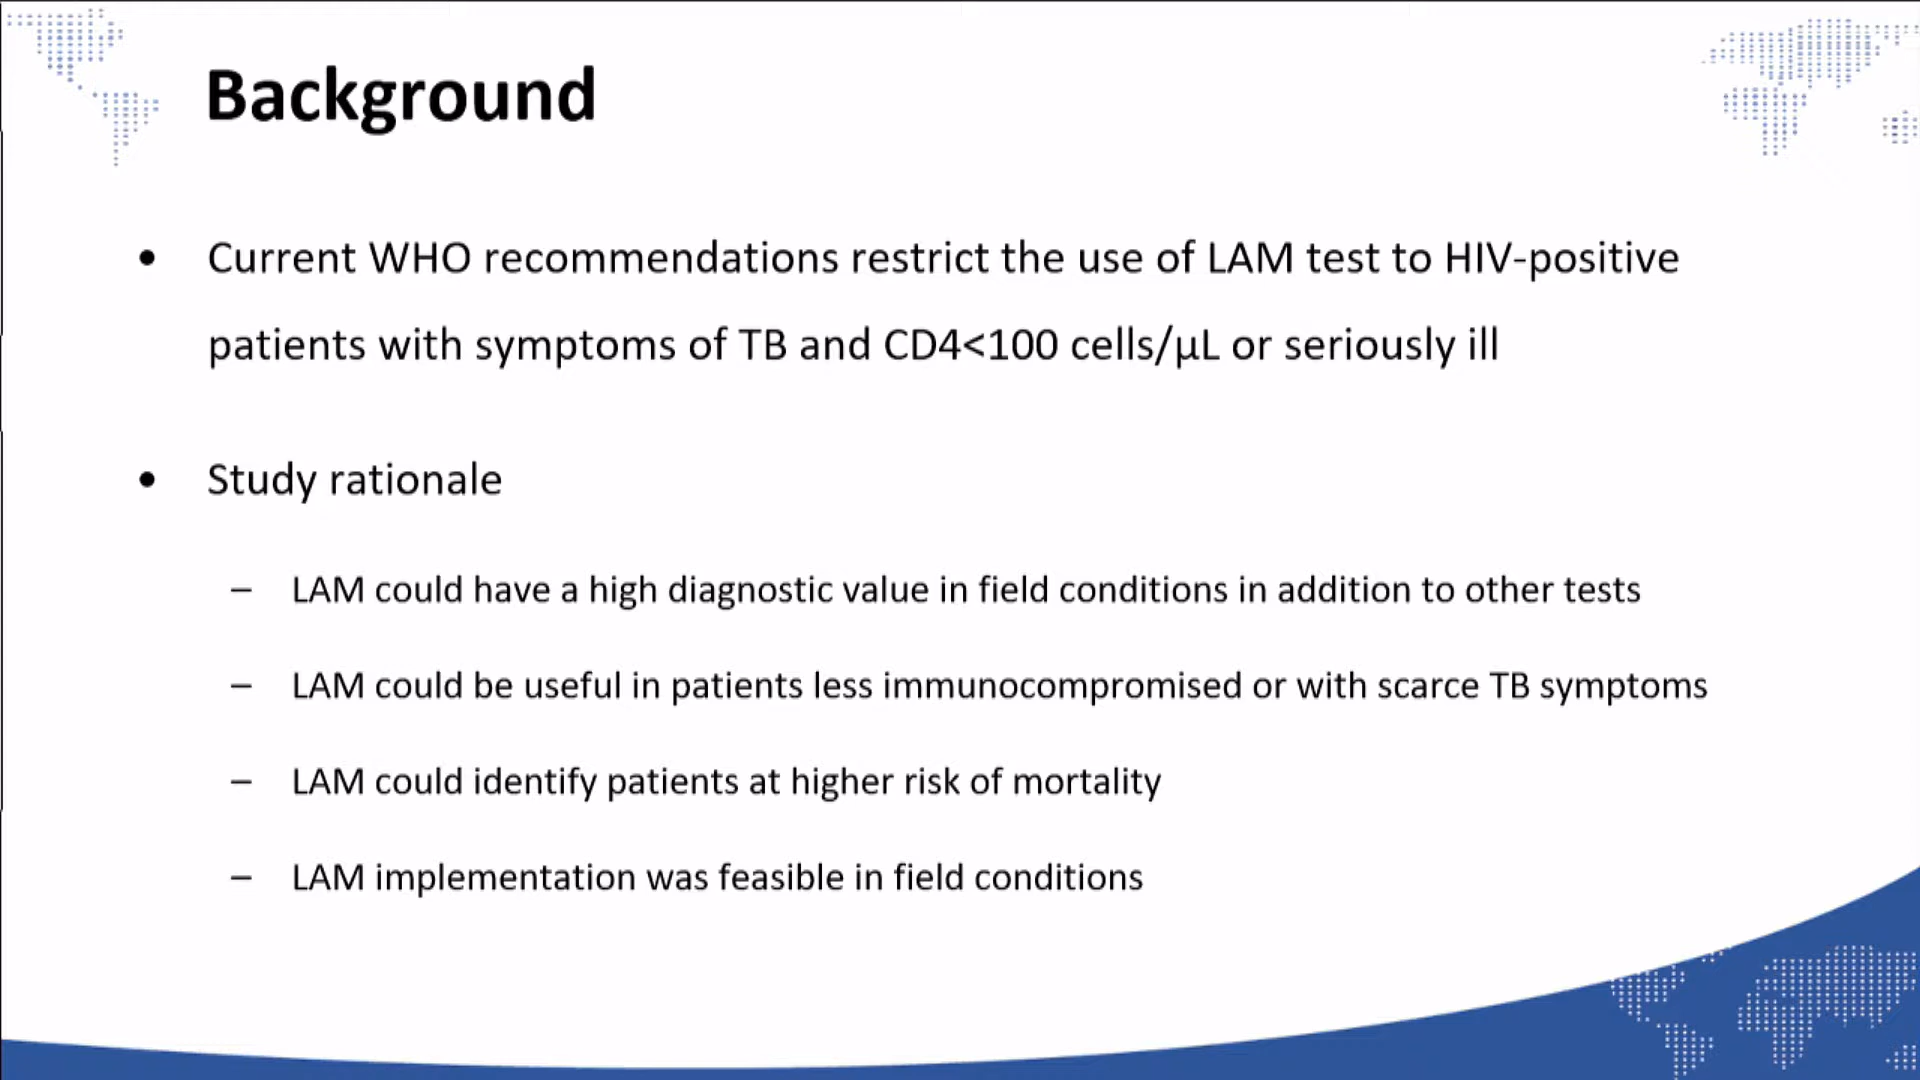 Background
• Current WHO recommendations restrict the use of LAM test to HIV-positive
patients with symptoms of TB and CD4<100 cells/µL or seriously ill
• Study rationale
– LAM could have a high diagnostic value in field conditions in addition to other tests
– LAM could be useful in patients less immunocompromised or with scarce TB symptoms
– LAM could identify patients at higher risk of mortality
– LAM implementation was feasible in field conditions